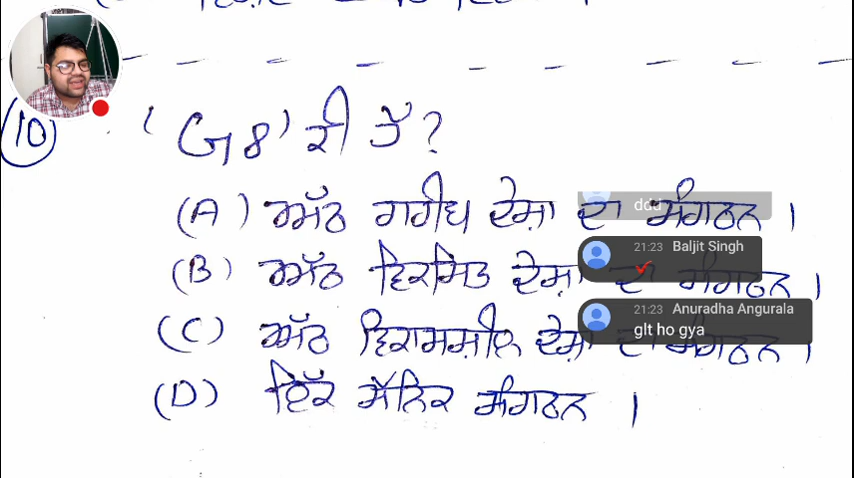 (10) 'G8' ਕੀ ਹੈ?
(A) ਅੱਠ ਗਰੀਬ ਦੇਸ਼ਾਂ ਦਾ ਸੰਗਠਨ ।
ddd
(B) ਅੱਠ ਵਿਕਸਿਤ ਦੇਸ਼ਾਂ ਦਾ ਸੰਗਠਨ ।
21:23 Baljit Singh
(C) ਅੱਠ ਵਿਕਾਸਸ਼ੀਲ ਦੇਸ਼ਾਂ ਦਾ ਸੰਗਠਨ ।
21:23 Anuradha Angurala
glt ho gya
(D) ਇੱਕ ਸੈਨਿਕ ਸੰਗਠਨ ।